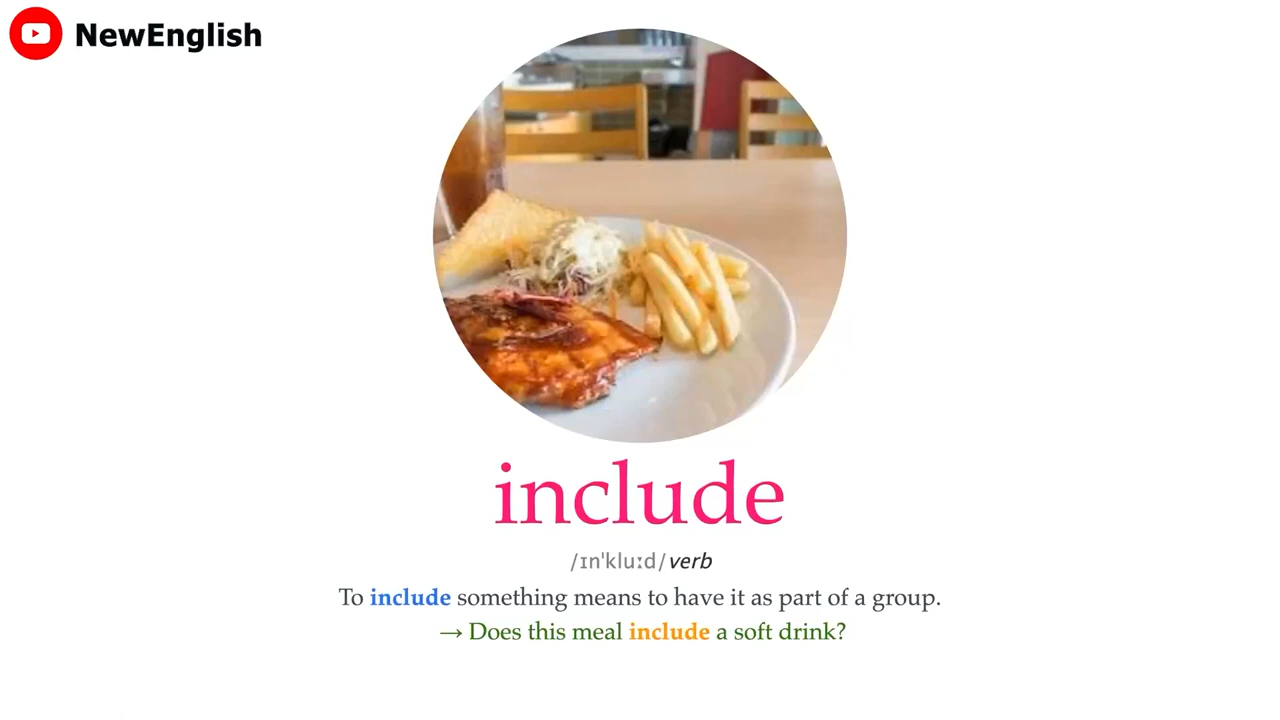 NewEnglish
include
/ɪnˈkluːd/ verb
To include something means to have it as part of a group.
→ Does this meal include a soft drink?